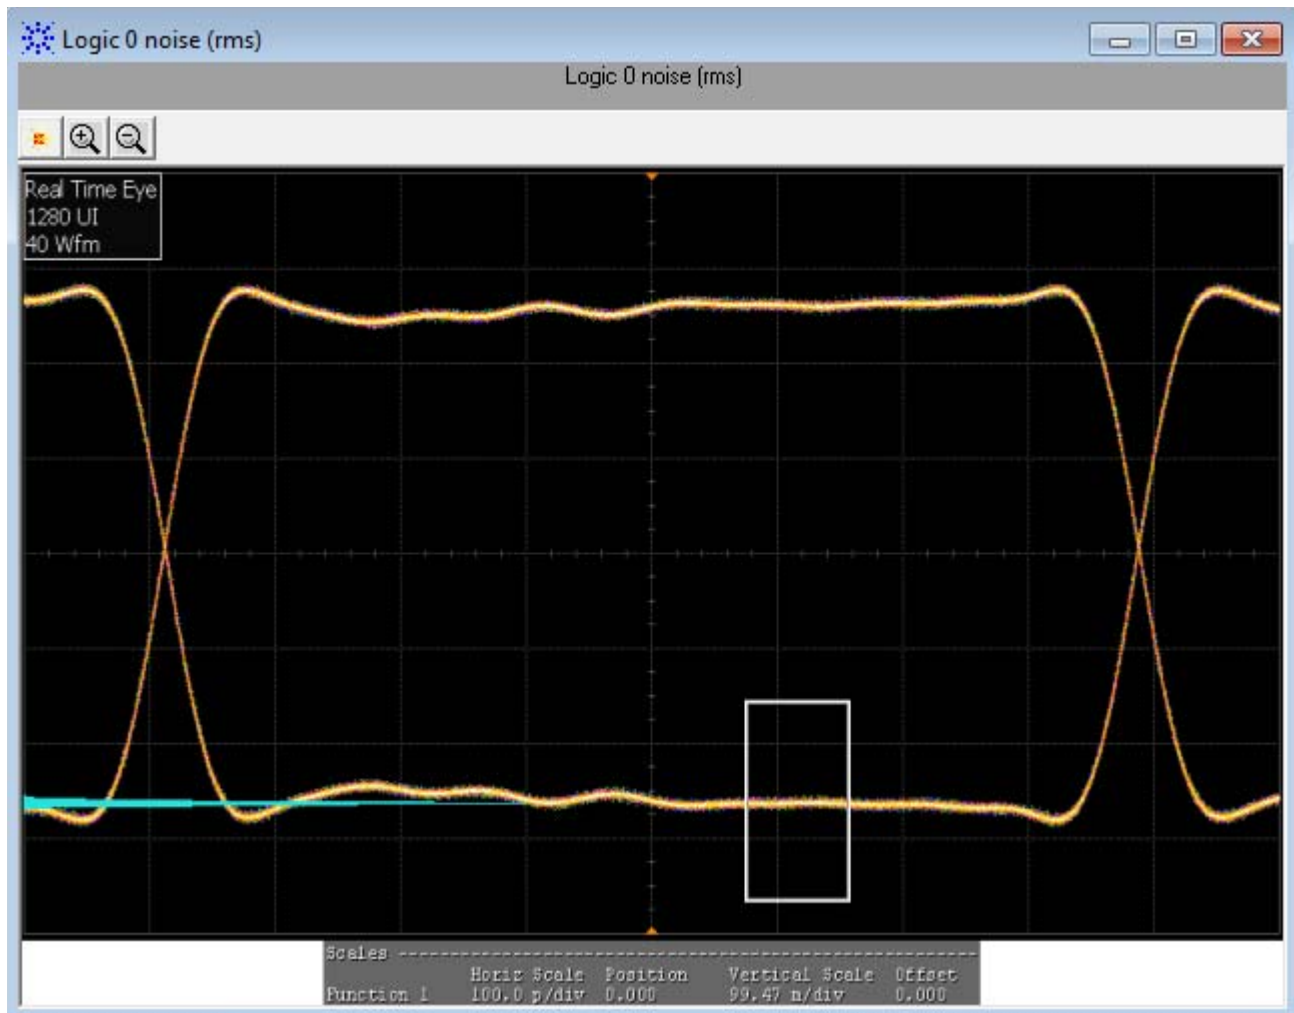 Logic 0 noise (rms)
Logic 0 noise (rms)
Real Time Eye
1280 UI
40 Wfm
Scales ----------------------------------------------------------------
Horiz Scale Position Vertical Scale Offset
Function 1 100.0 p/div 0.000 99.47 m/div 0.000